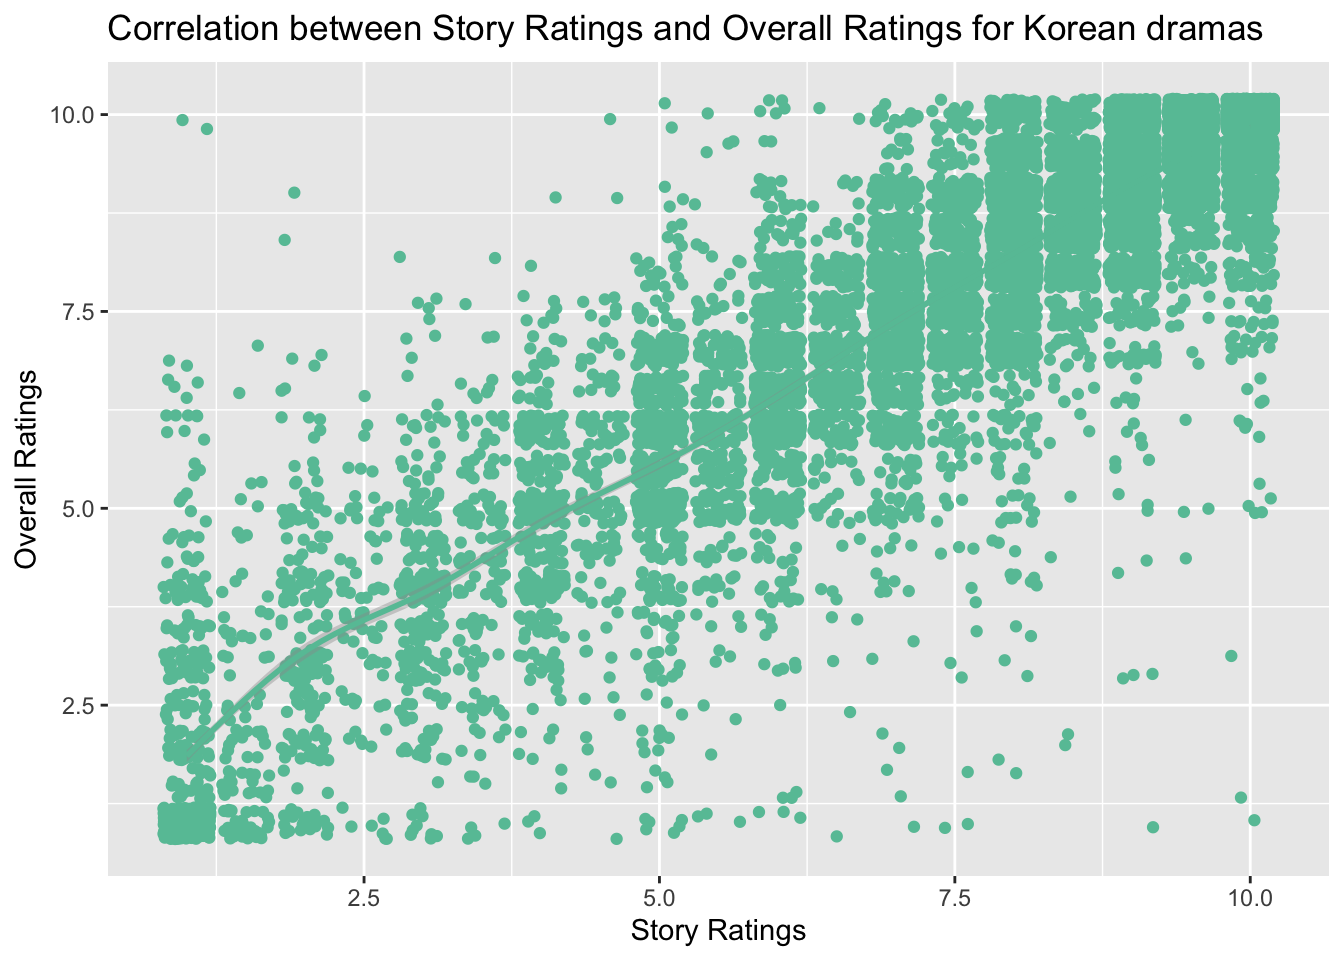 Correlation between Story Ratings and Overall Ratings for Korean dramas
10.0
7.5
5.0
2.5
Overall Ratings
2.5 5.0 7.5 10.0
Story Ratings